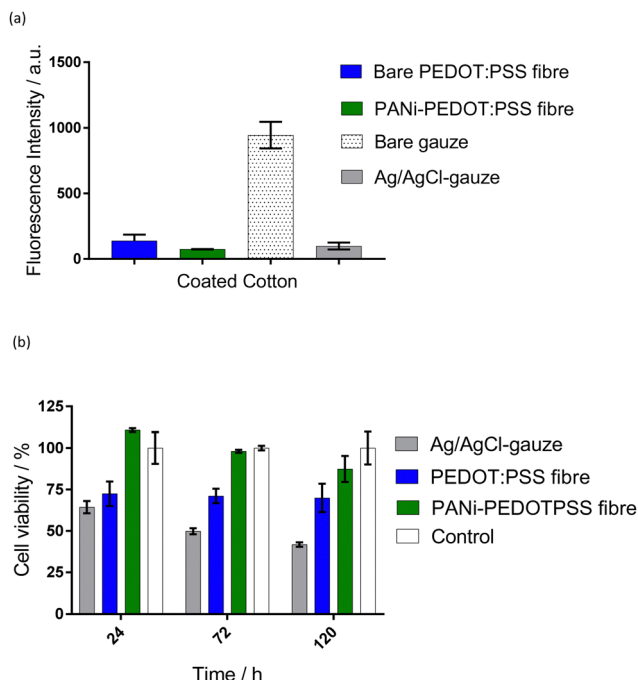 (a)
1500
1000
500
0
Fluorescence Intensity / a.u.
Coated Cotton
Bare PEDOT:PSS fibre
PANi-PEDOT:PSS fibre
Bare gauze
Ag/AgCl-gauze
(b)
125
100
75
50
25
0
Cell viability / %
24 72 120
Time / h
Ag/AgCl-gauze
PEDOT:PSS fibre
PANi-PEDOTPSS fibre
Control